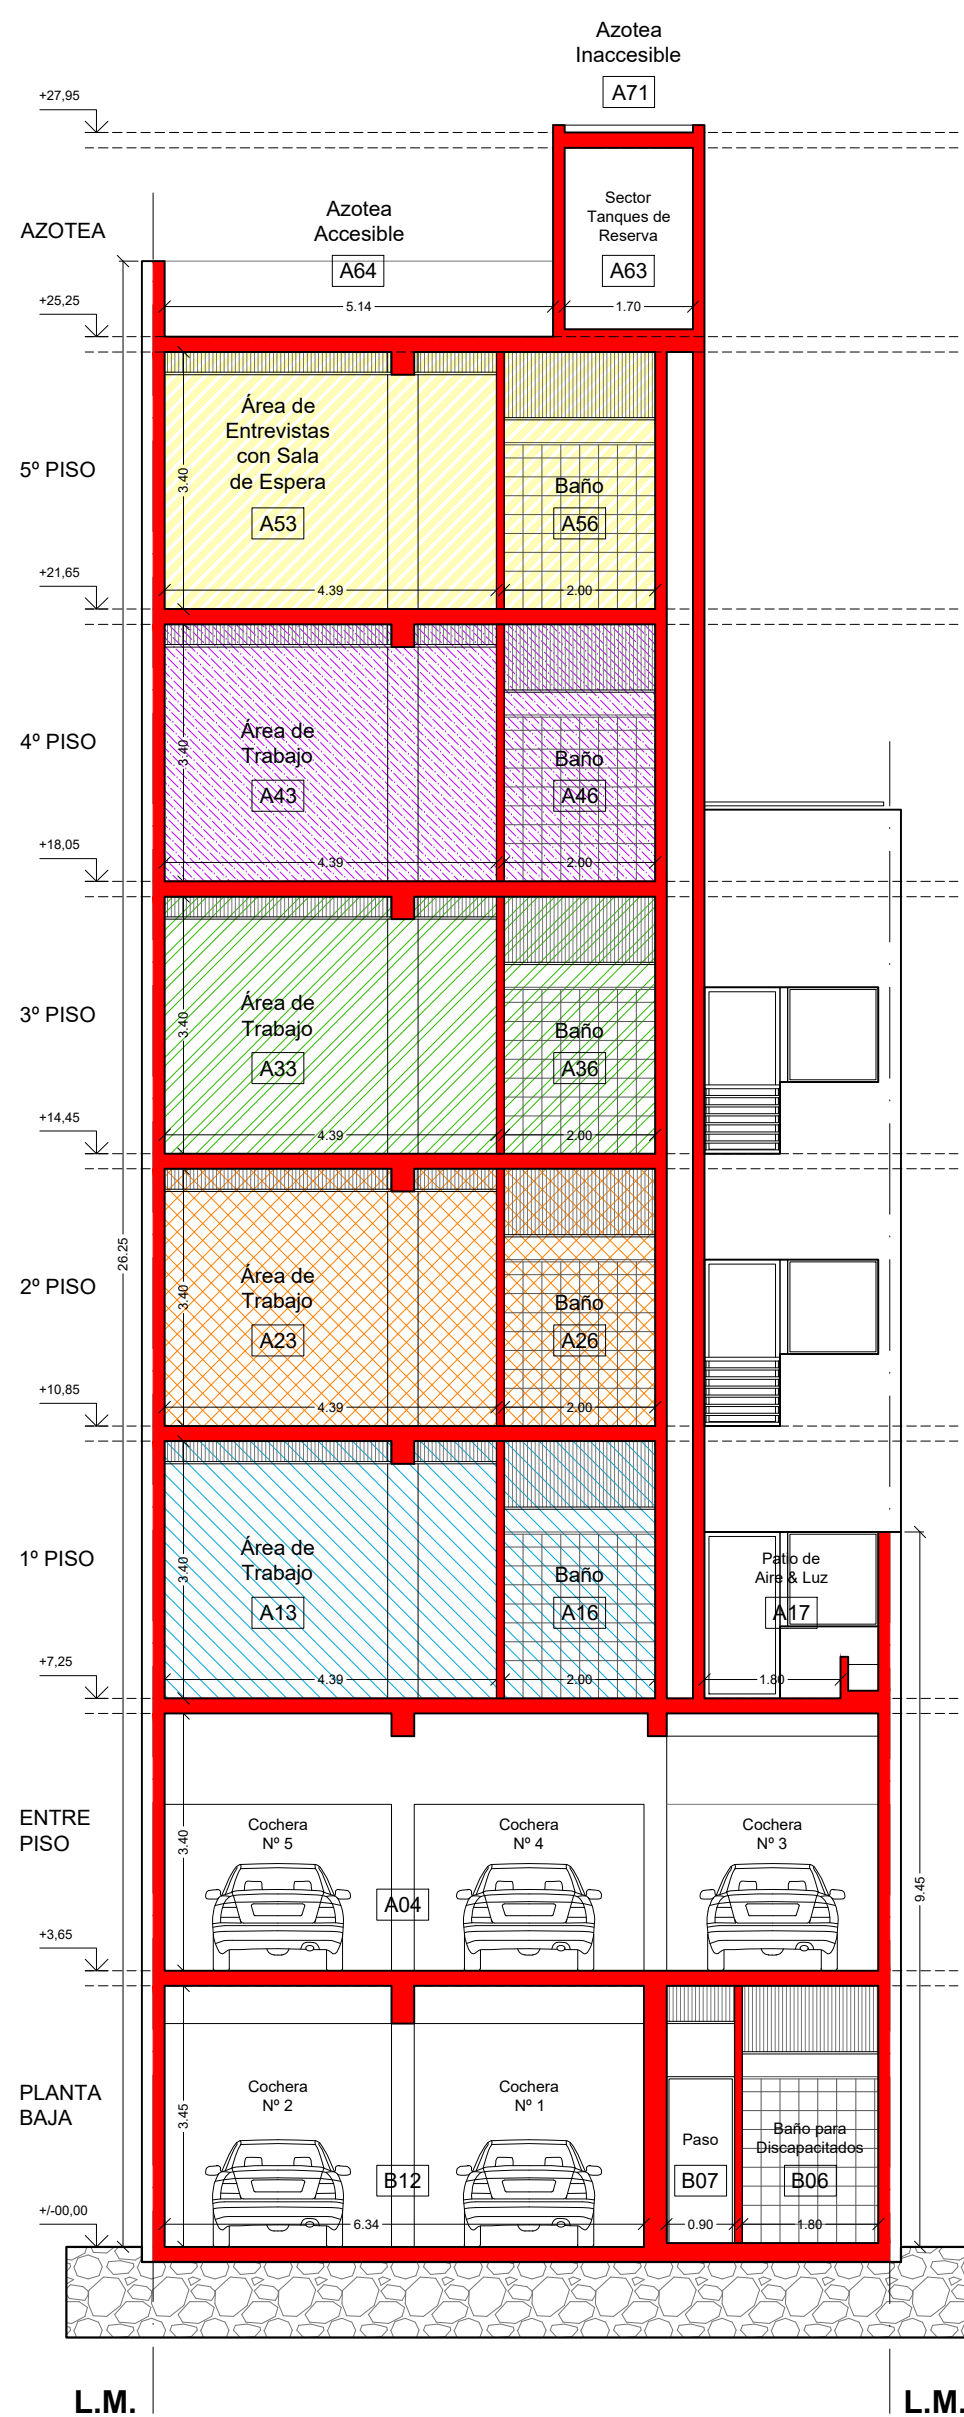 Azotea
Inaccesible
A71
+27,95
AZOTEA
Azotea
Accesible
A64
Sector
Tanques de
Reserva
A63
+25,25
5.14
1.70
5º PISO
Área de
Entrevistas
con Sala
de Espera
A53
3.40
Baño
A56
+21,65
4.39
2.00
4º PISO
Área de
Trabajo
A43
3.40
Baño
A46
+18,05
4.39
2.00
3º PISO
Área de
Trabajo
A33
3.40
Baño
A36
+14,45
4.39
2.00
26.25
2º PISO
Área de
Trabajo
A23
3.40
Baño
A26
+10,85
4.39
2.00
1º PISO
Área de
Trabajo
A13
3.40
Baño
A16
Patio de
Aire & Luz
A17
+7,25
4.39
2.00
1.80
ENTRE
PISO
3.40
Cochera
Nº 5
Cochera
Nº 4
Cochera
Nº 3
A04
9.45
+3,65
PLANTA
BAJA
3.45
Cochera
Nº 2
Cochera
Nº 1
B12
Paso
B07
Baño para
Discapacitados
B06
+/-00,00
6.34
0.90
1.80
L.M.
L.M.